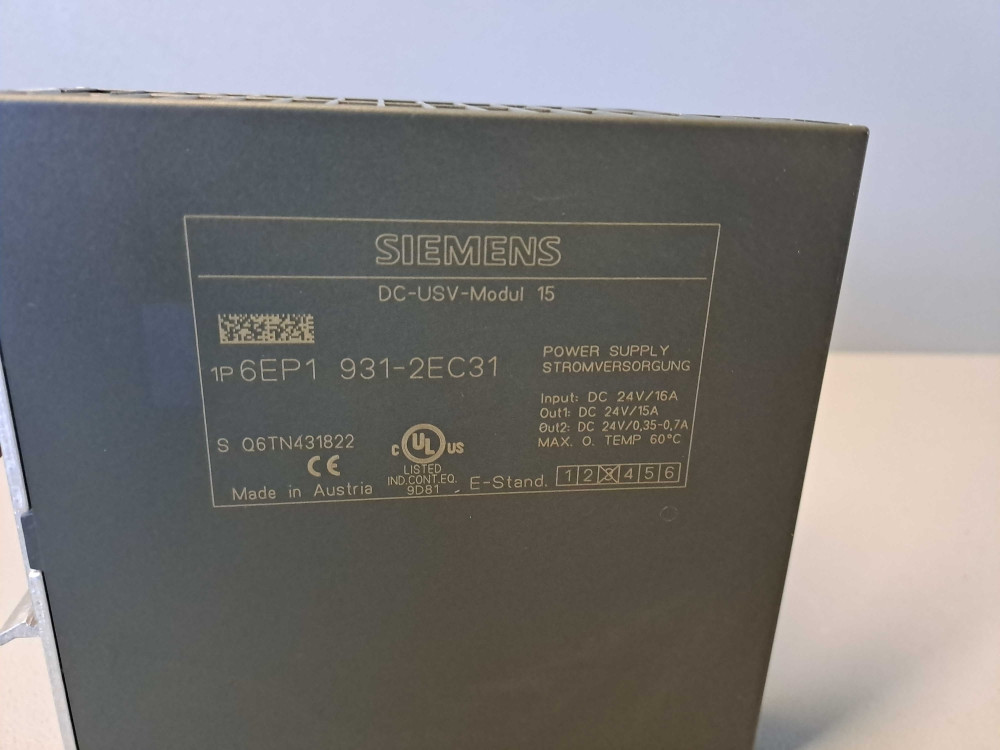 SIEMENS
DC-USV-Modul 15
1P 6EP1 931-2EC31
POWER SUPPLY
STROMVERSORGUNG
Input: DC 24V/16A
Out1: DC 24V/15A
Out2: DC 24V/0,35-0,7A
MAX. O. TEMP 60°C
S Q6TN431822
C UL US
LISTED
IND.CONT.EQ.
9D81
CE
Made in Austria
E-Stand. 1 2 3 4 5 6